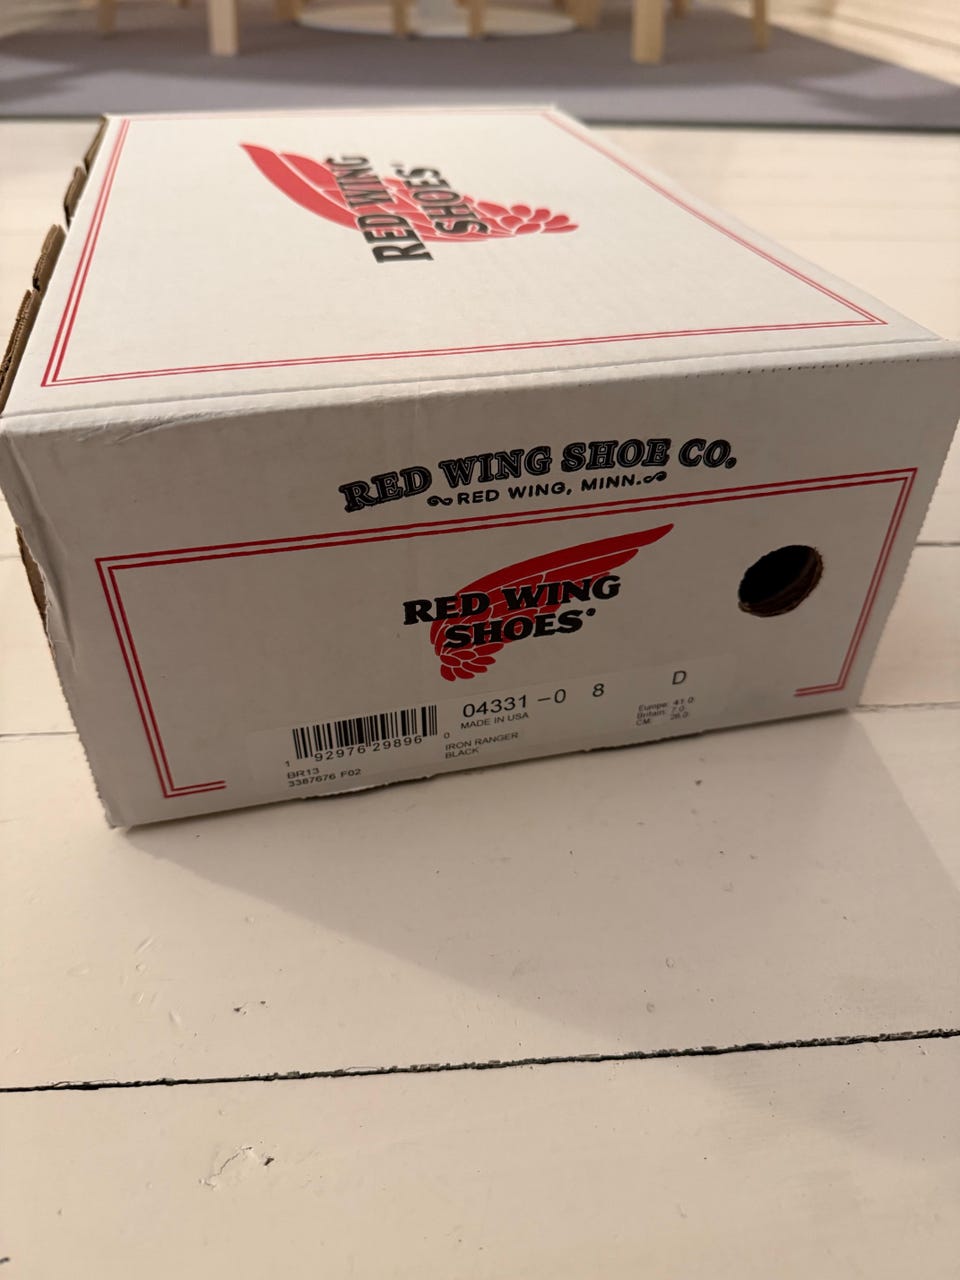 RED WING
SHOES®
RED WING SHOE CO.
RED WING, MINN.
RED WING
SHOES®
04331-0 8 D
MADE IN USA
Europe: 41.0
Britain: 7.0
CM: 26.0
1 92976 29896 0
IRON RANGER
BLACK
BR13
3387676 F02